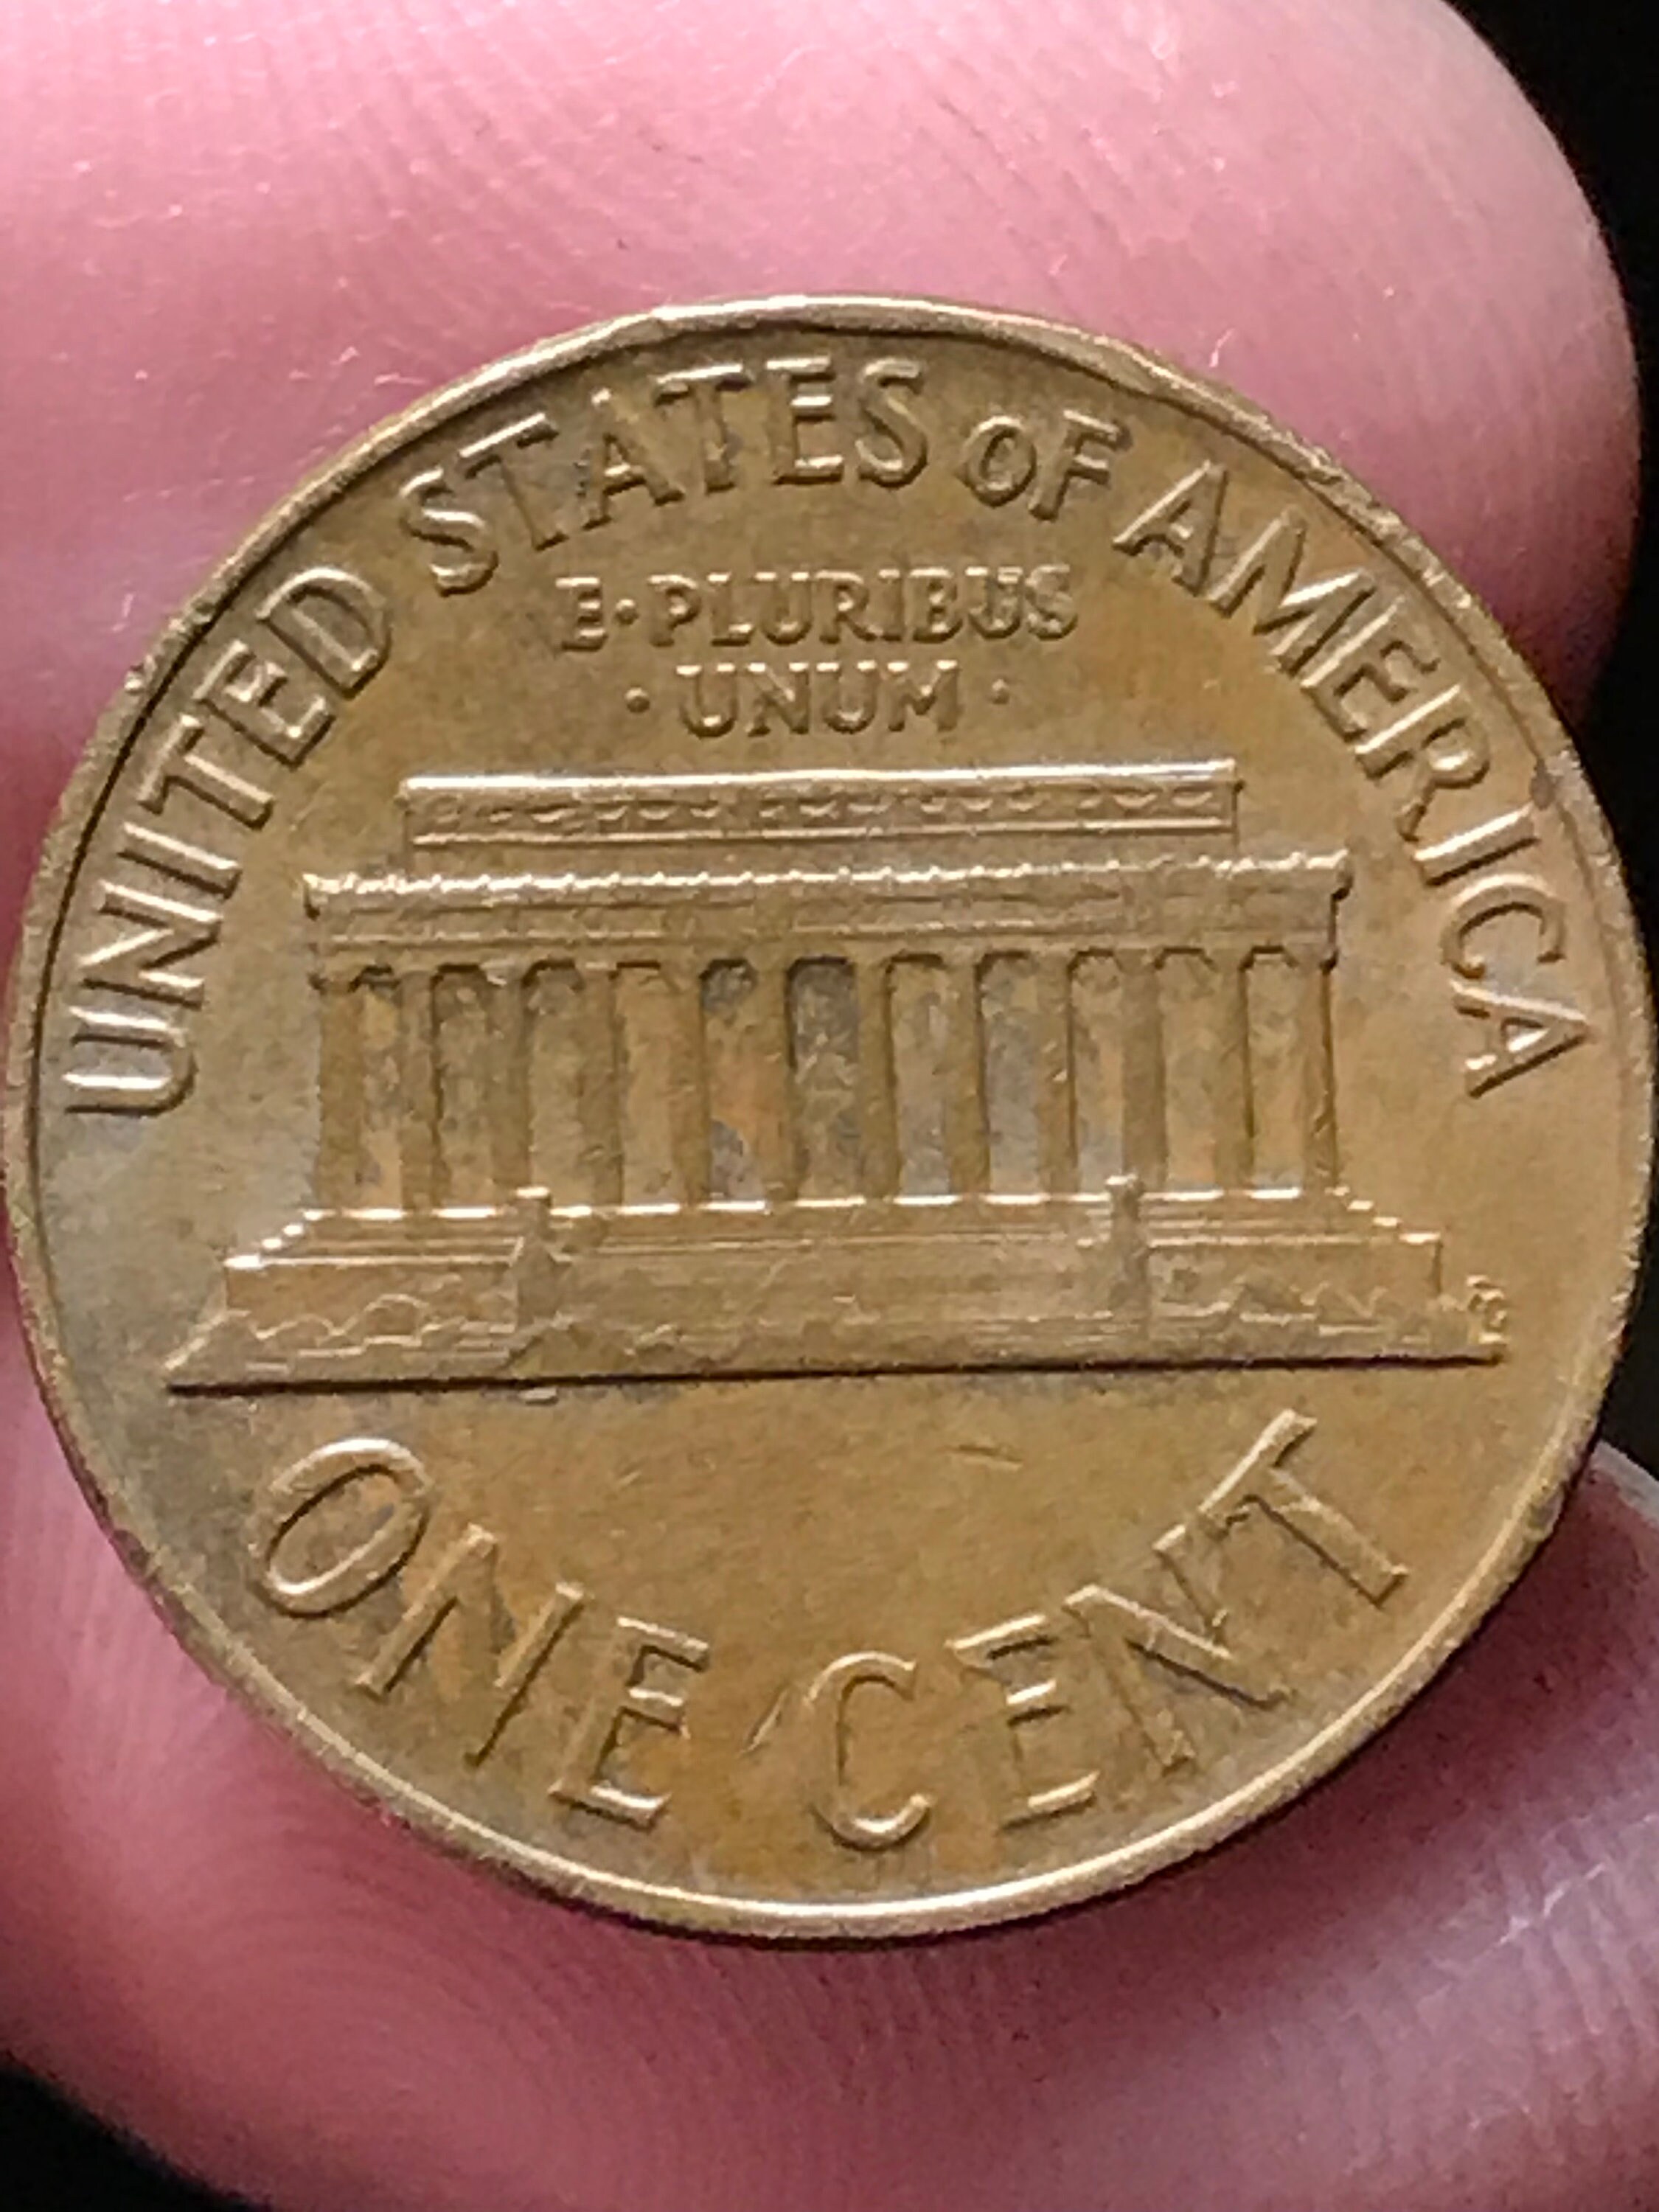 UNITED STATES OF AMERICA
E·PLURIBUS
·UNUM·
ONE CENT